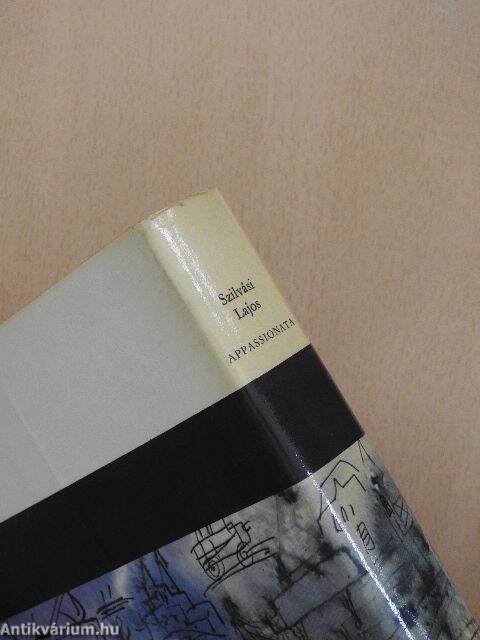 Szilvási
Lajos
APPASSIONATA
Antikvárium.hu